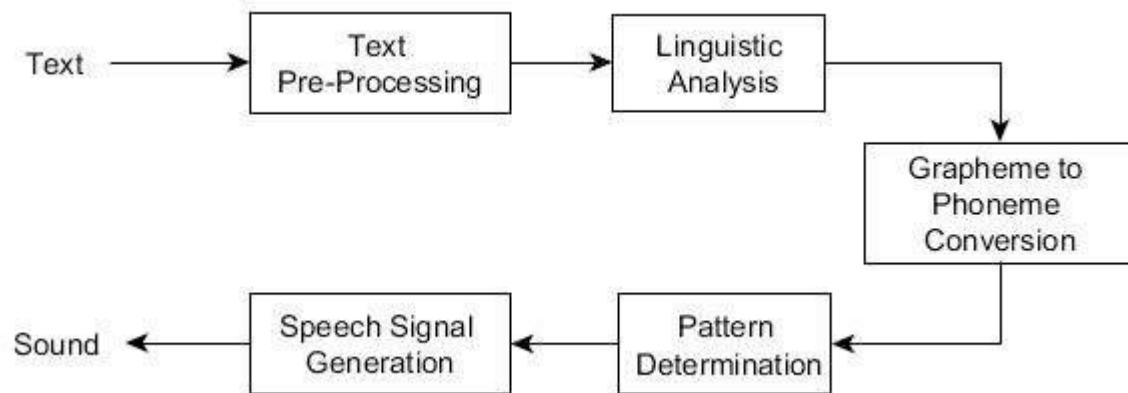 Text
Text
Pre-Processing
Linguistic
Analysis
Grapheme to
Phoneme
Conversion
Pattern
Determination
Speech Signal
Generation
Sound